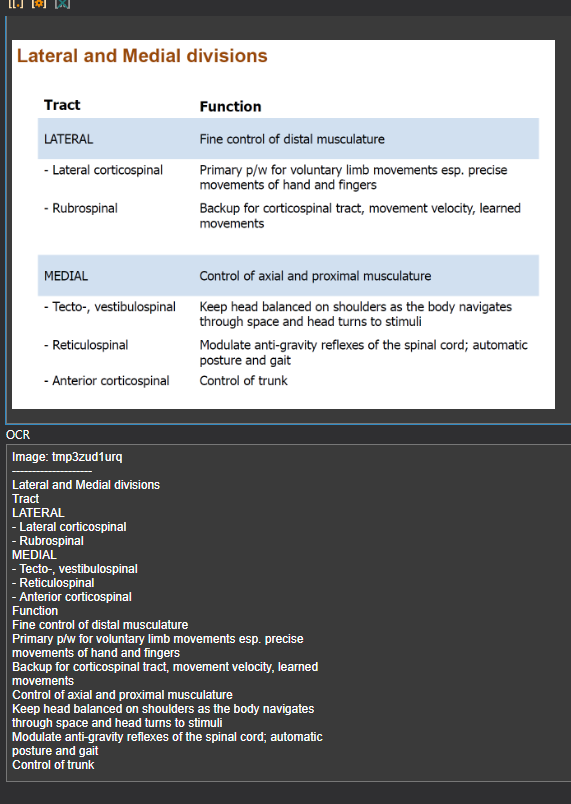 Lateral and Medial divisions
Tract Function
LATERAL Fine control of distal musculature
- Lateral corticospinal Primary p/w for voluntary limb movements esp. precise
movements of hand and fingers
- Rubrospinal Backup for corticospinal tract, movement velocity, learned
movements
MEDIAL Control of axial and proximal musculature
- Tecto-, vestibulospinal Keep head balanced on shoulders as the body navigates
through space and head turns to stimuli
- Reticulospinal Modulate anti-gravity reflexes of the spinal cord; automatic
posture and gait
- Anterior corticospinal Control of trunk
OCR
Image: tmp3zud1urq
--------------------
Lateral and Medial divisions
Tract
LATERAL
- Lateral corticospinal
- Rubrospinal
MEDIAL
- Tecto-, vestibulospinal
- Reticulospinal
- Anterior corticospinal
Function
Fine control of distal musculature
Primary p/w for voluntary limb movements esp. precise
movements of hand and fingers
Backup for corticospinal tract, movement velocity, learned
movements
Control of axial and proximal musculature
Keep head balanced on shoulders as the body navigates
through space and head turns to stimuli
Modulate anti-gravity reflexes of the spinal cord; automatic
posture and gait
Control of trunk